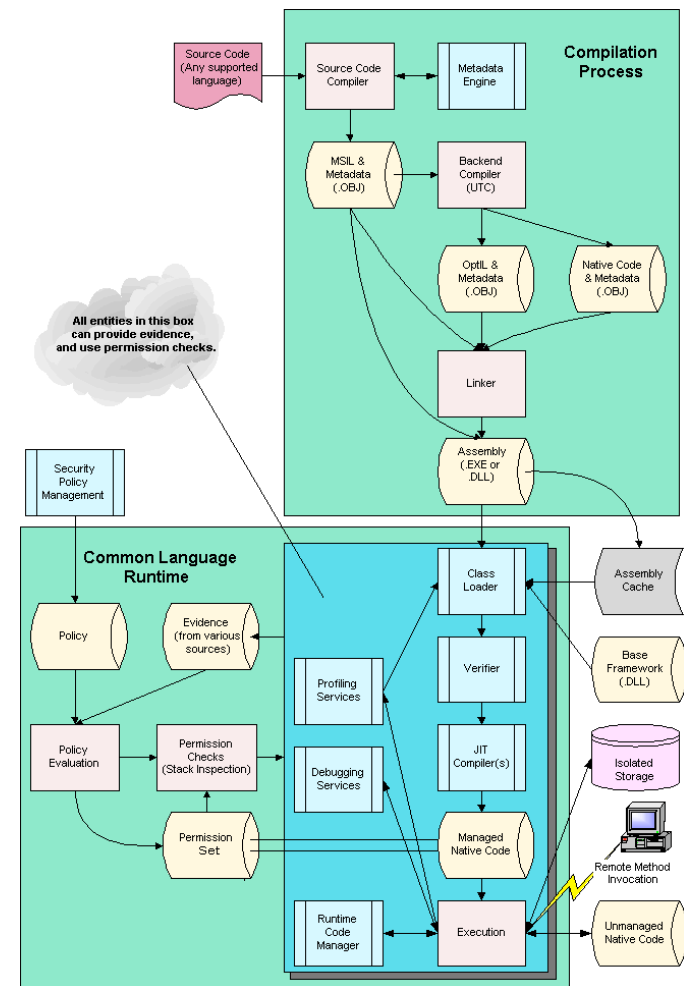 Compilation
Process
Source Code
(Any supported
language)
Source Code
Compiler
Metadata
Engine
MSIL &
Metadata
(.OBJ)
Backend
Compiler
(UTC)
OptIL &
Metadata
(.OBJ)
Native Code
& Metadata
(.OBJ)
All entities in this box
can provide evidence,
and use permission checks.
Linker
Assembly
(.EXE or
.DLL)
Security
Policy
Management
Common Language
Runtime
Class
Loader
Assembly
Cache
Policy
Evidence
(from various
sources)
Verifier
Base
Framework
(.DLL)
Profiling
Services
Policy
Evaluation
Permission
Checks
(Stack Inspection)
JIT
Compiler(s)
Isolated
Storage
Debugging
Services
Permission
Set
Managed
Native Code
Remote Method
Invocation
Runtime
Code
Manager
Execution
Unmanaged
Native Code